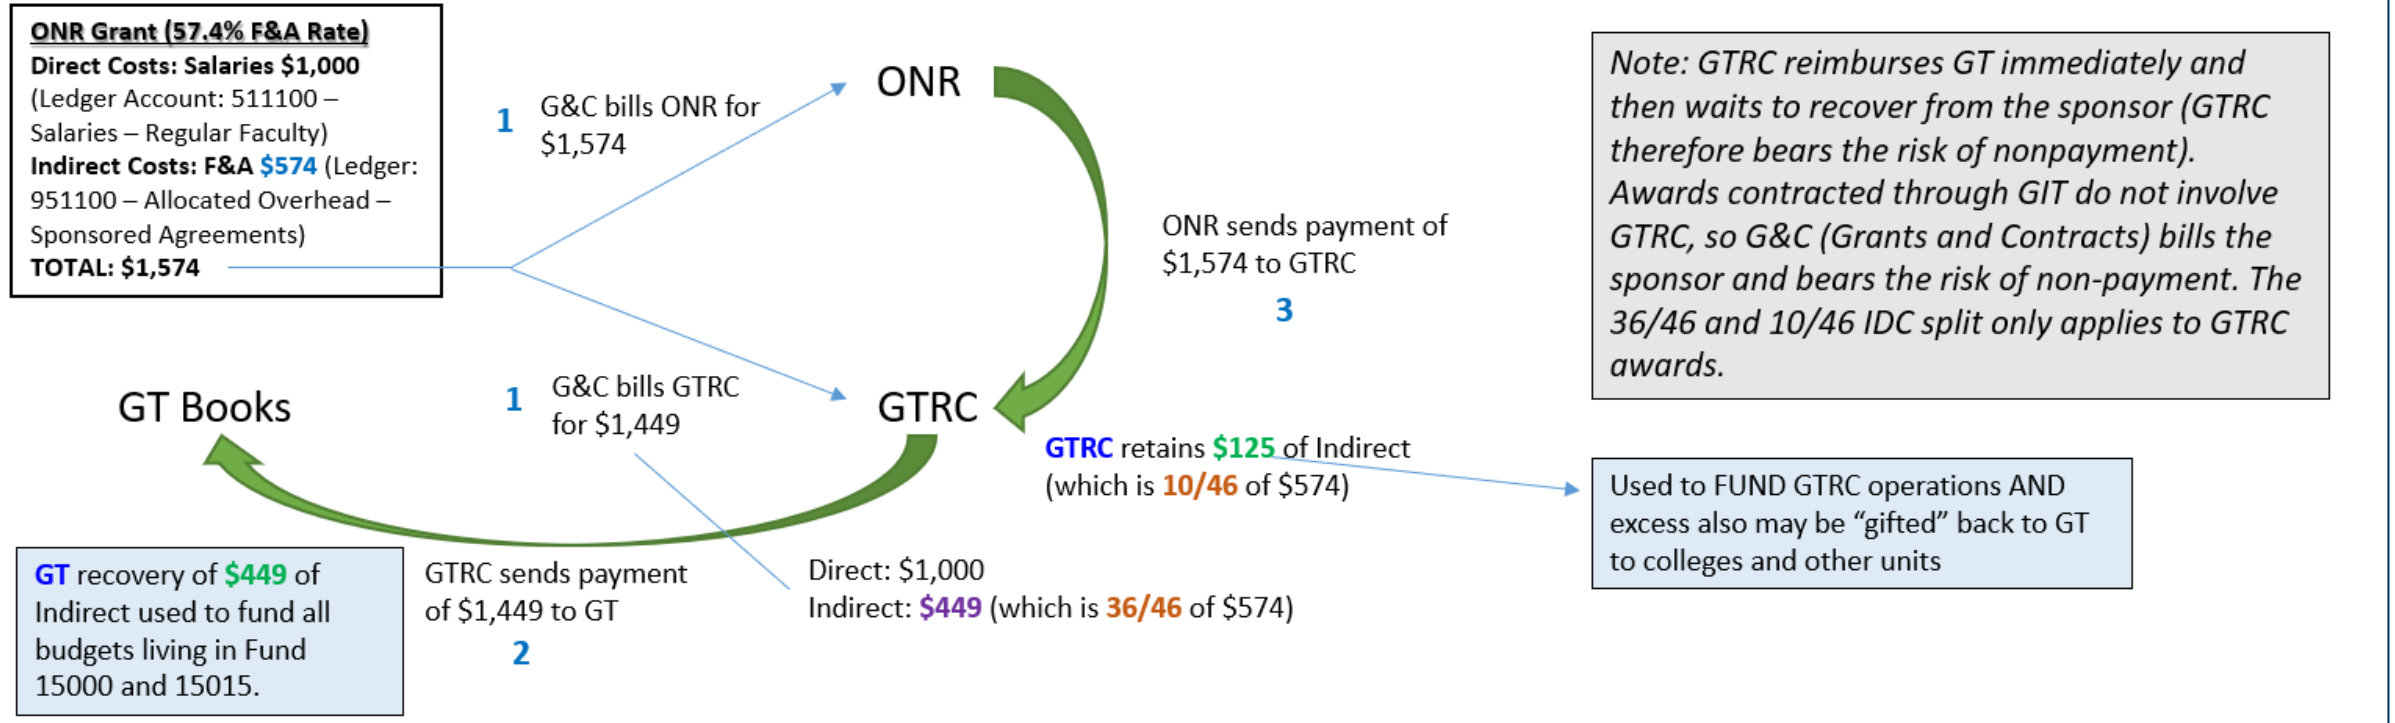 ONR Grant (57.4% F&A Rate)
Direct Costs: Salaries $1,000
(Ledger Account: 511100 –
Salaries – Regular Faculty)
Indirect Costs: F&A $574 (Ledger:
951100 – Allocated Overhead –
Sponsored Agreements)
TOTAL: $1,574
1
G&C bills ONR for
$1,574
ONR
ONR sends payment of
$1,574 to GTRC
3
Note: GTRC reimburses GT immediately and
then waits to recover from the sponsor (GTRC
therefore bears the risk of nonpayment).
Awards contracted through GIT do not involve
GTRC, so G&C (Grants and Contracts) bills the
sponsor and bears the risk of non-payment. The
36/46 and 10/46 IDC split only applies to GTRC
awards.
GT Books
1
G&C bills GTRC
for $1,449
GTRC
GTRC retains $125 of Indirect
(which is 10/46 of $574)
Used to FUND GTRC operations AND
excess also may be “gifted” back to GT
to colleges and other units
GT recovery of $449 of
Indirect used to fund all
budgets living in Fund
15000 and 15015.
GTRC sends payment
of $1,449 to GT
2
Direct: $1,000
Indirect: $449 (which is 36/46 of $574)